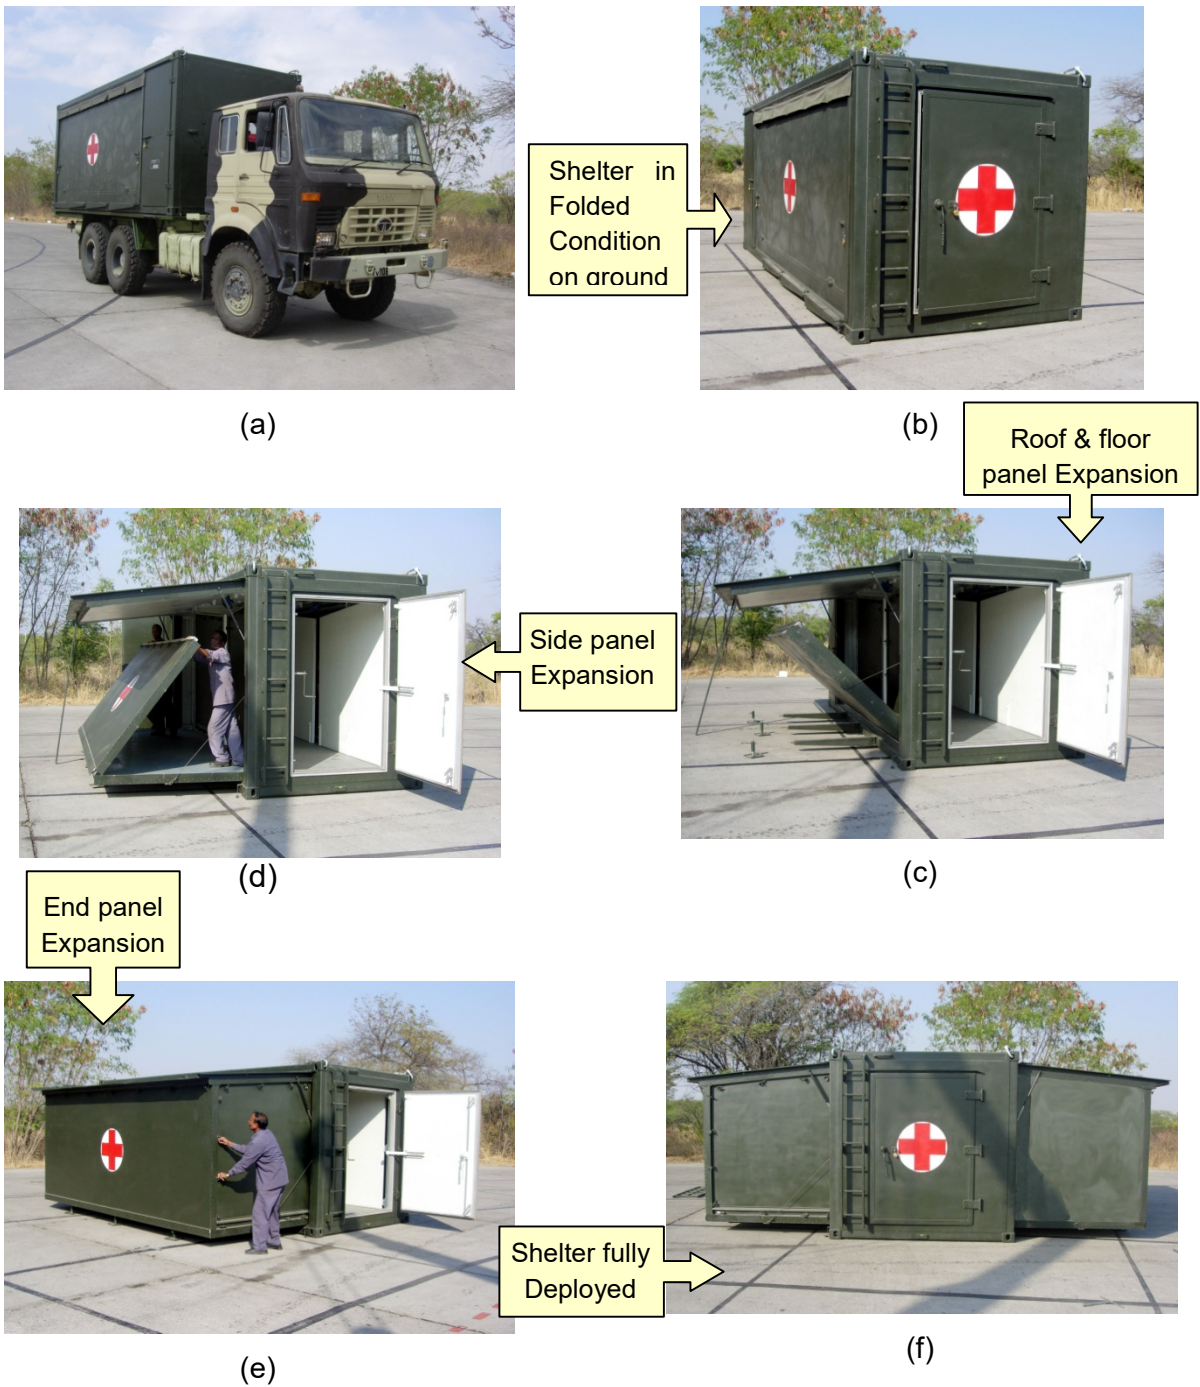 Shelter in
Folded
Condition
on ground
(a)
(b)
Roof & floor
panel Expansion
Side panel
Expansion
(d)
(c)
End panel
Expansion
Shelter fully
Deployed
(e)
(f)